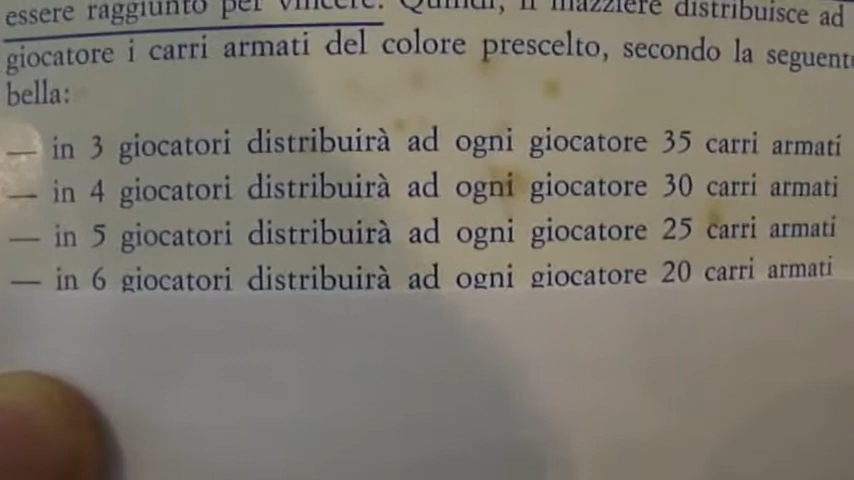 essere raggiunto per vincere. Quindi, il mazziere distribuisce ad
giocatore i carri armati del colore prescelto, secondo la seguent
bella:
— in 3 giocatori distribuirà ad ogni giocatore 35 carri armati
— in 4 giocatori distribuirà ad ogni giocatore 30 carri armati
— in 5 giocatori distribuirà ad ogni giocatore 25 carri armati
— in 6 giocatori distribuirà ad ogni giocatore 20 carri armati